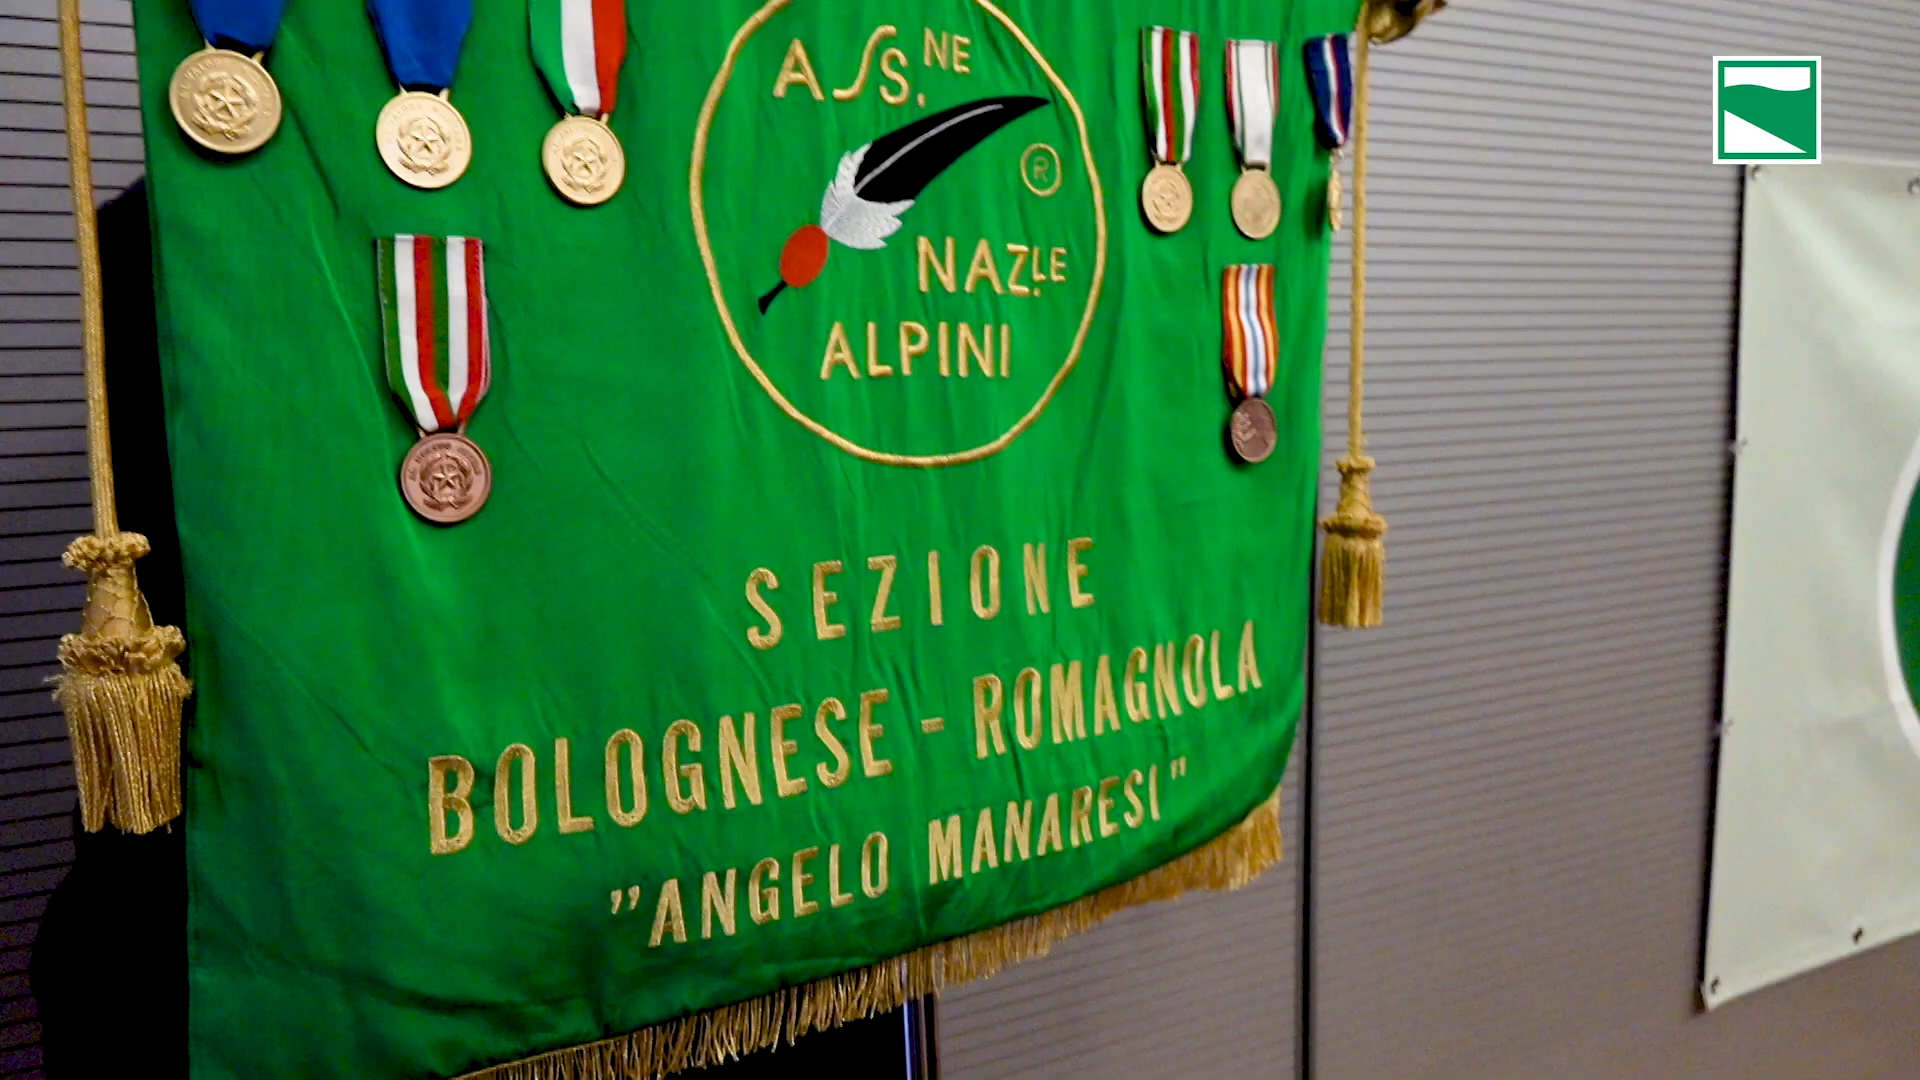 ASS.NE
®
NAZ.LE
ALPINI
SEZIONE
BOLOGNESE - ROMAGNOLA
"ANGELO MANARESI"